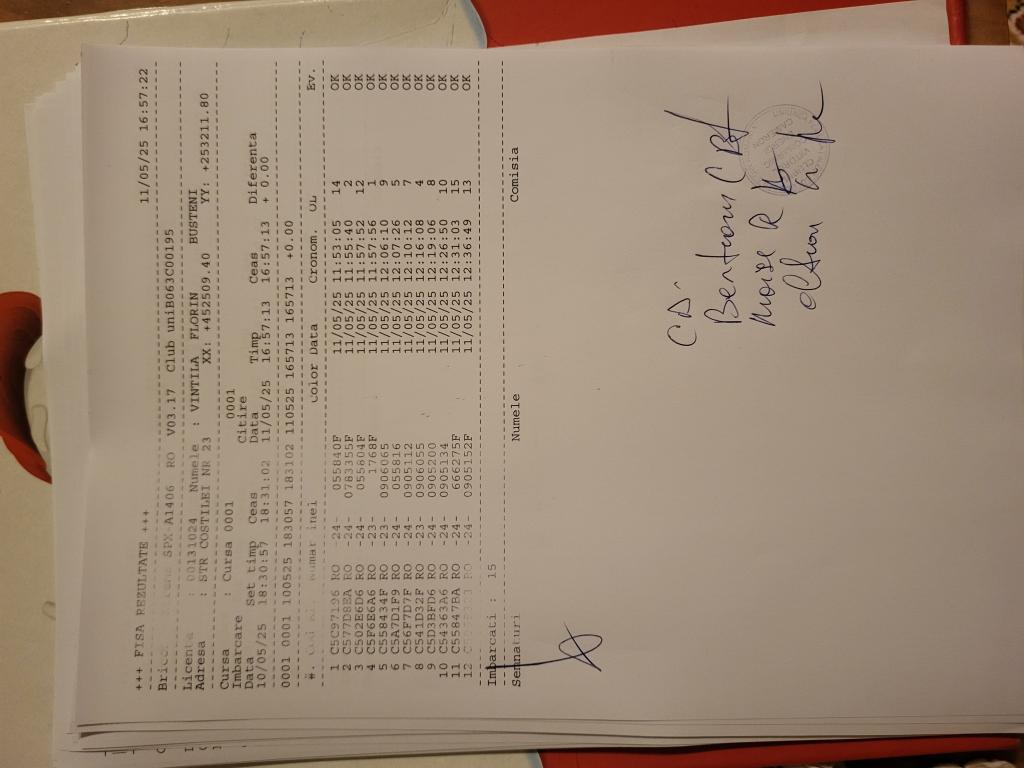 +++ FISA REZULTATE +++ 11/05/25 16:57:22
SPX-A1406 RO V03.17 Club uniB063C00195
Licenta : 00131024 Numele : VINTILA FLORIN BUSTENI
Adresa : STR COSTILEI NR 23 XX: +452509.40 YY: +253211.80
Cursa : Cursa 0001 0001
Imbarcare Citire
Data Set timp Ceas Data Timp Ceas Diferenta
10/05/25 18:30:57 18:31:02 11/05/25 16:57:13 16:57:13 + 0.00
0001 0001 100525 183057 183102 110525 165713 165713 +0.00
#. numar inel Color Data Cronom. OL Ev.
1 C5C97196 RO -24- 055840F 11/05/25 11:53:05 14 OK
2 C577D8EA RO -24- 0783355F 11/05/25 11:55:40 2 OK
3 C502E6D6 RO -24- 055804F 11/05/25 11:57:52 12 OK
4 C5F6E6A6 RO -23- 1768F 11/05/25 11:57:56 1 OK
5 C558434F RO -23- 0906065 11/05/25 12:06:10 9 OK
6 C5A7D1F9 RO -24- 055816 11/05/25 12:07:26 5 OK
7 C56F7D7F RO -24- 0905112 11/05/25 12:10:12 7 OK
8 C541D32F RO -23- 0906055 11/05/25 12:16:08 4 OK
9 C5D3BFD6 RO -24- 0905200 11/05/25 12:19:06 8 OK
10 C54363A6 RO -24- 0905134 11/05/25 12:26:50 10 OK
11 C55847BA RO -24- 666275F 11/05/25 12:31:03 15 OK
12 RO -24- 0905152F 11/05/25 12:36:49 13 OK
Imbarcati : 15
Semnaturi Numele Comisia